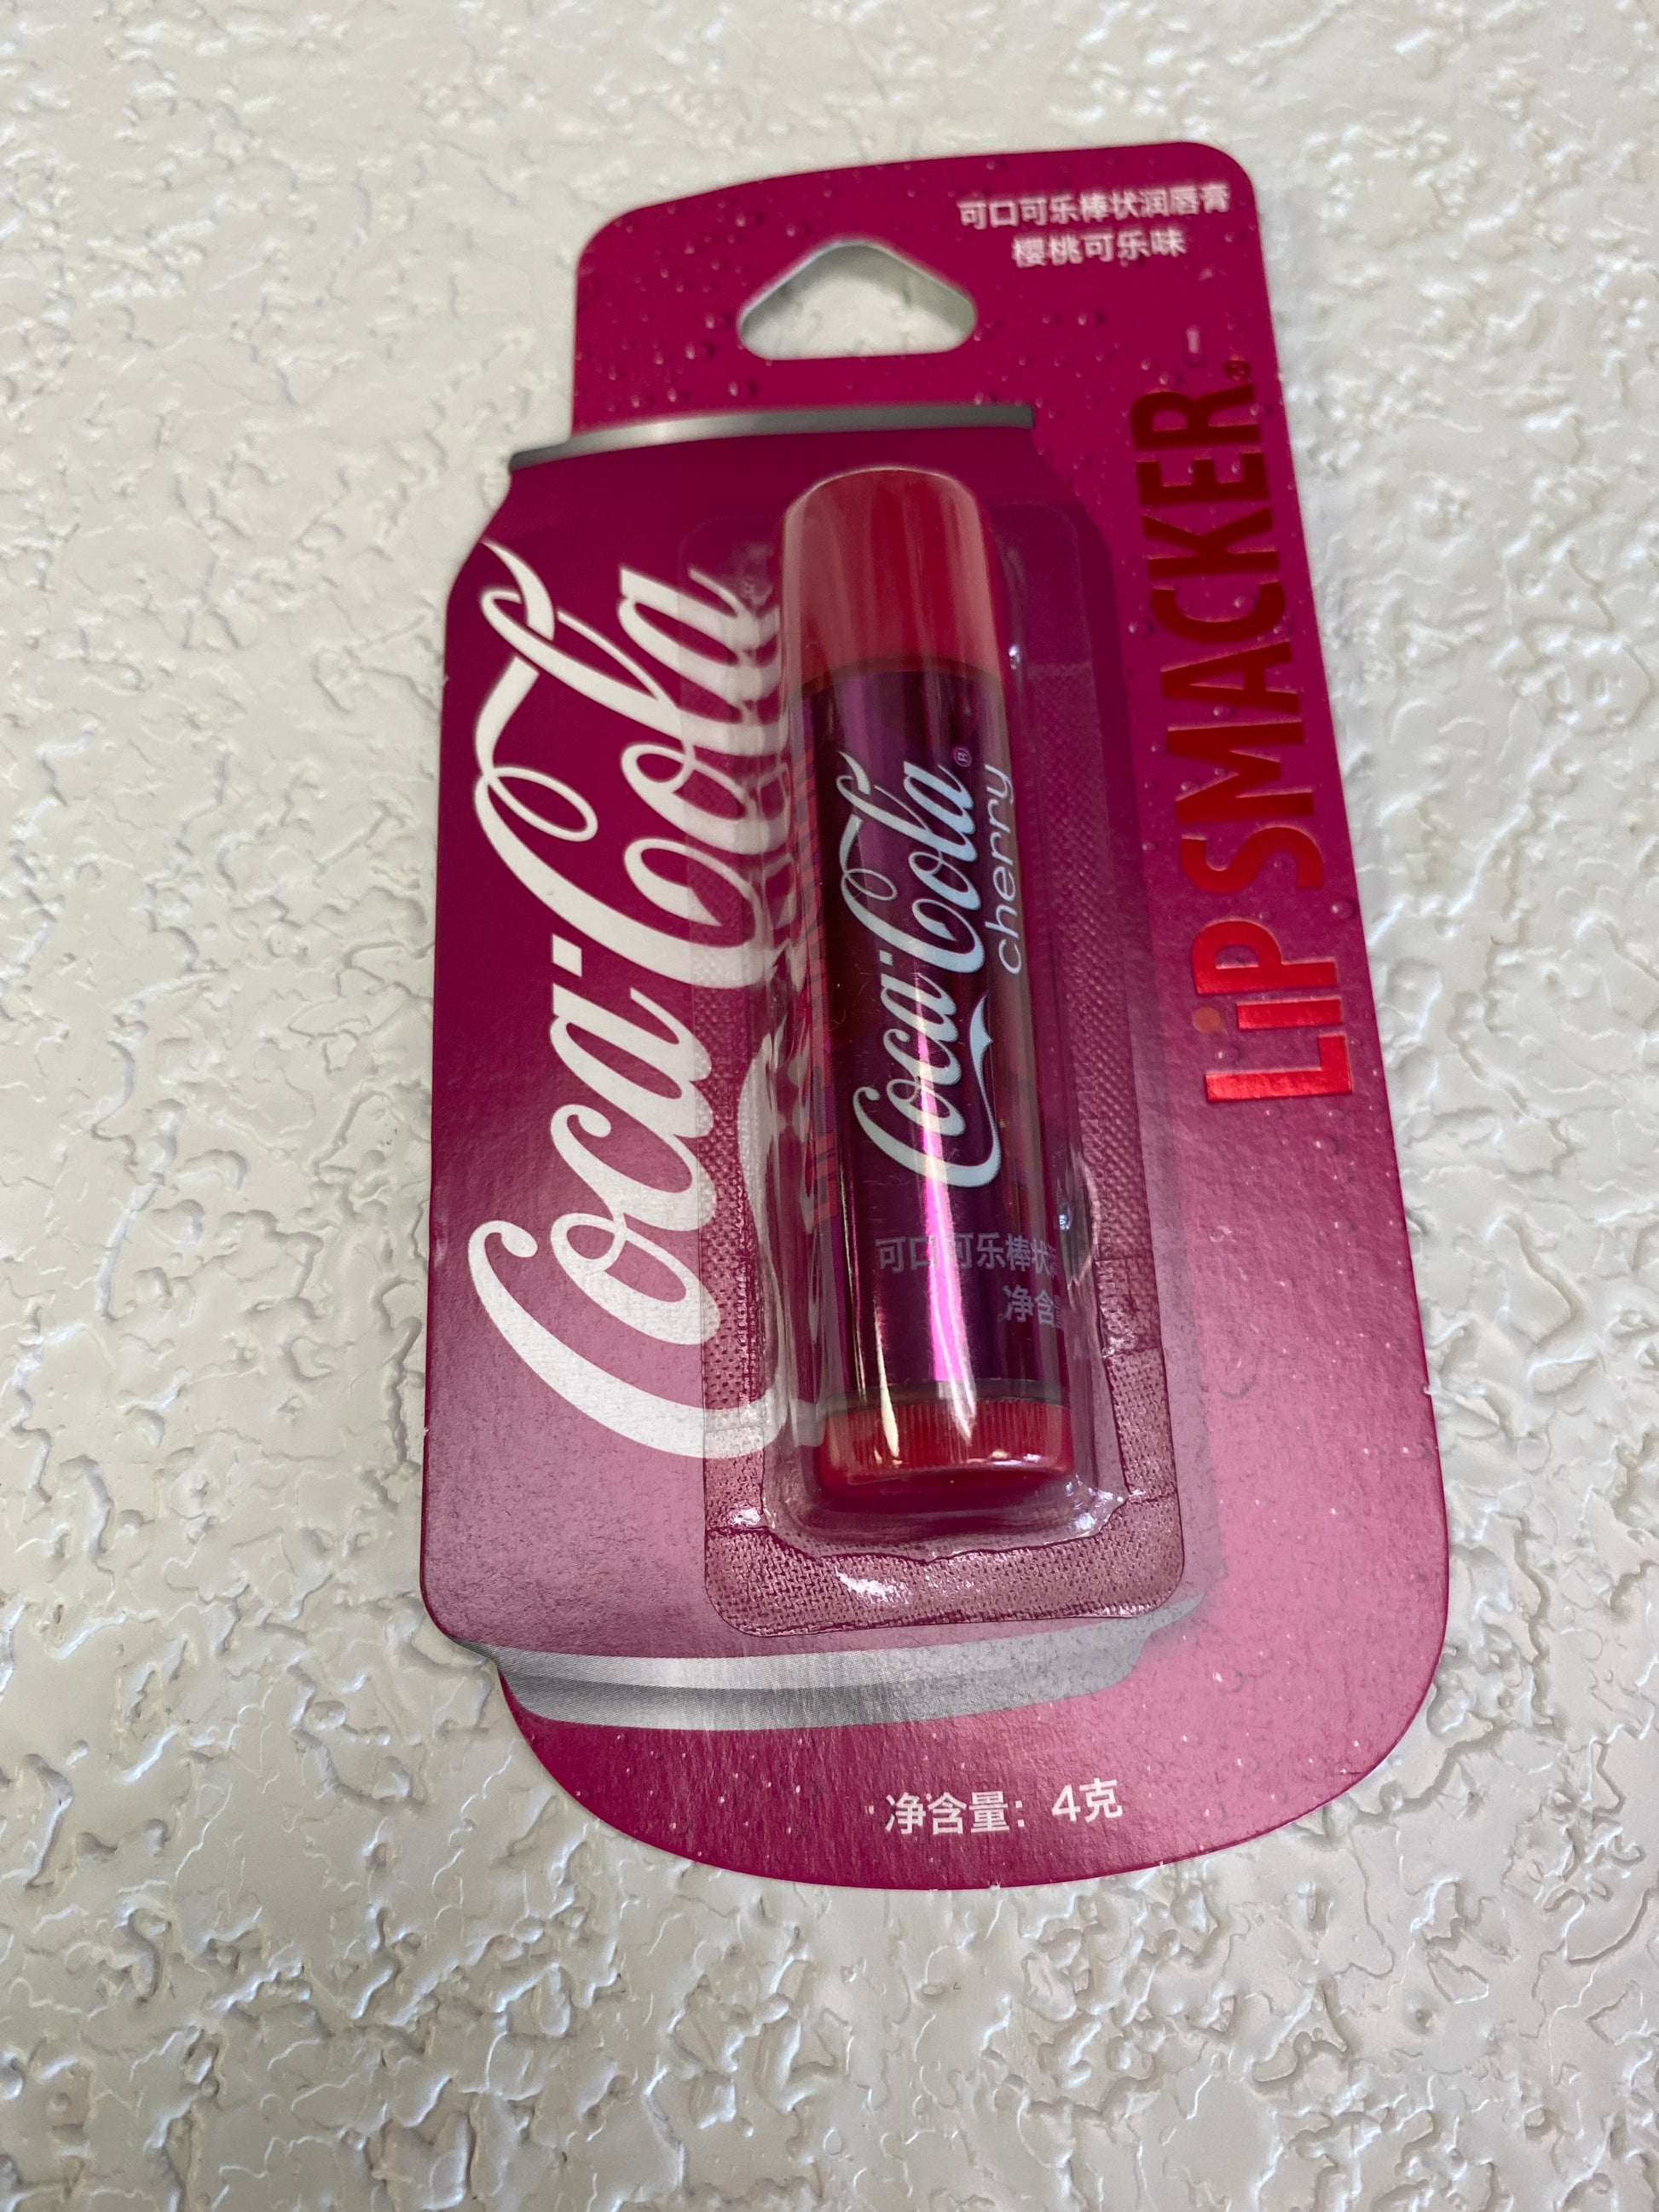 可口可乐棒状润唇膏
樱桃可乐味
LiP SMACKER®
Coca-Cola
Coca-Cola®
cherry
可口可乐棒状
净含
净含量：4克